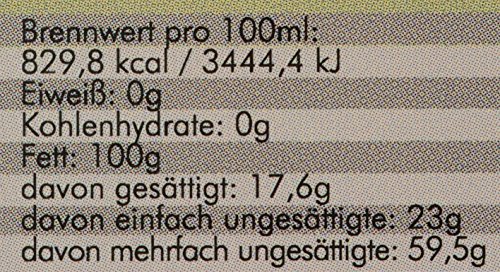 Brennwert pro 100ml:
829,8 kcal / 3444,4 kJ
Eiweiß: 0g
Kohlenhydrate: 0g
Fett: 100g
davon gesättigt: 17,6g
davon einfach ungesättigte: 23g
davon mehrfach ungesättigte: 59,5g